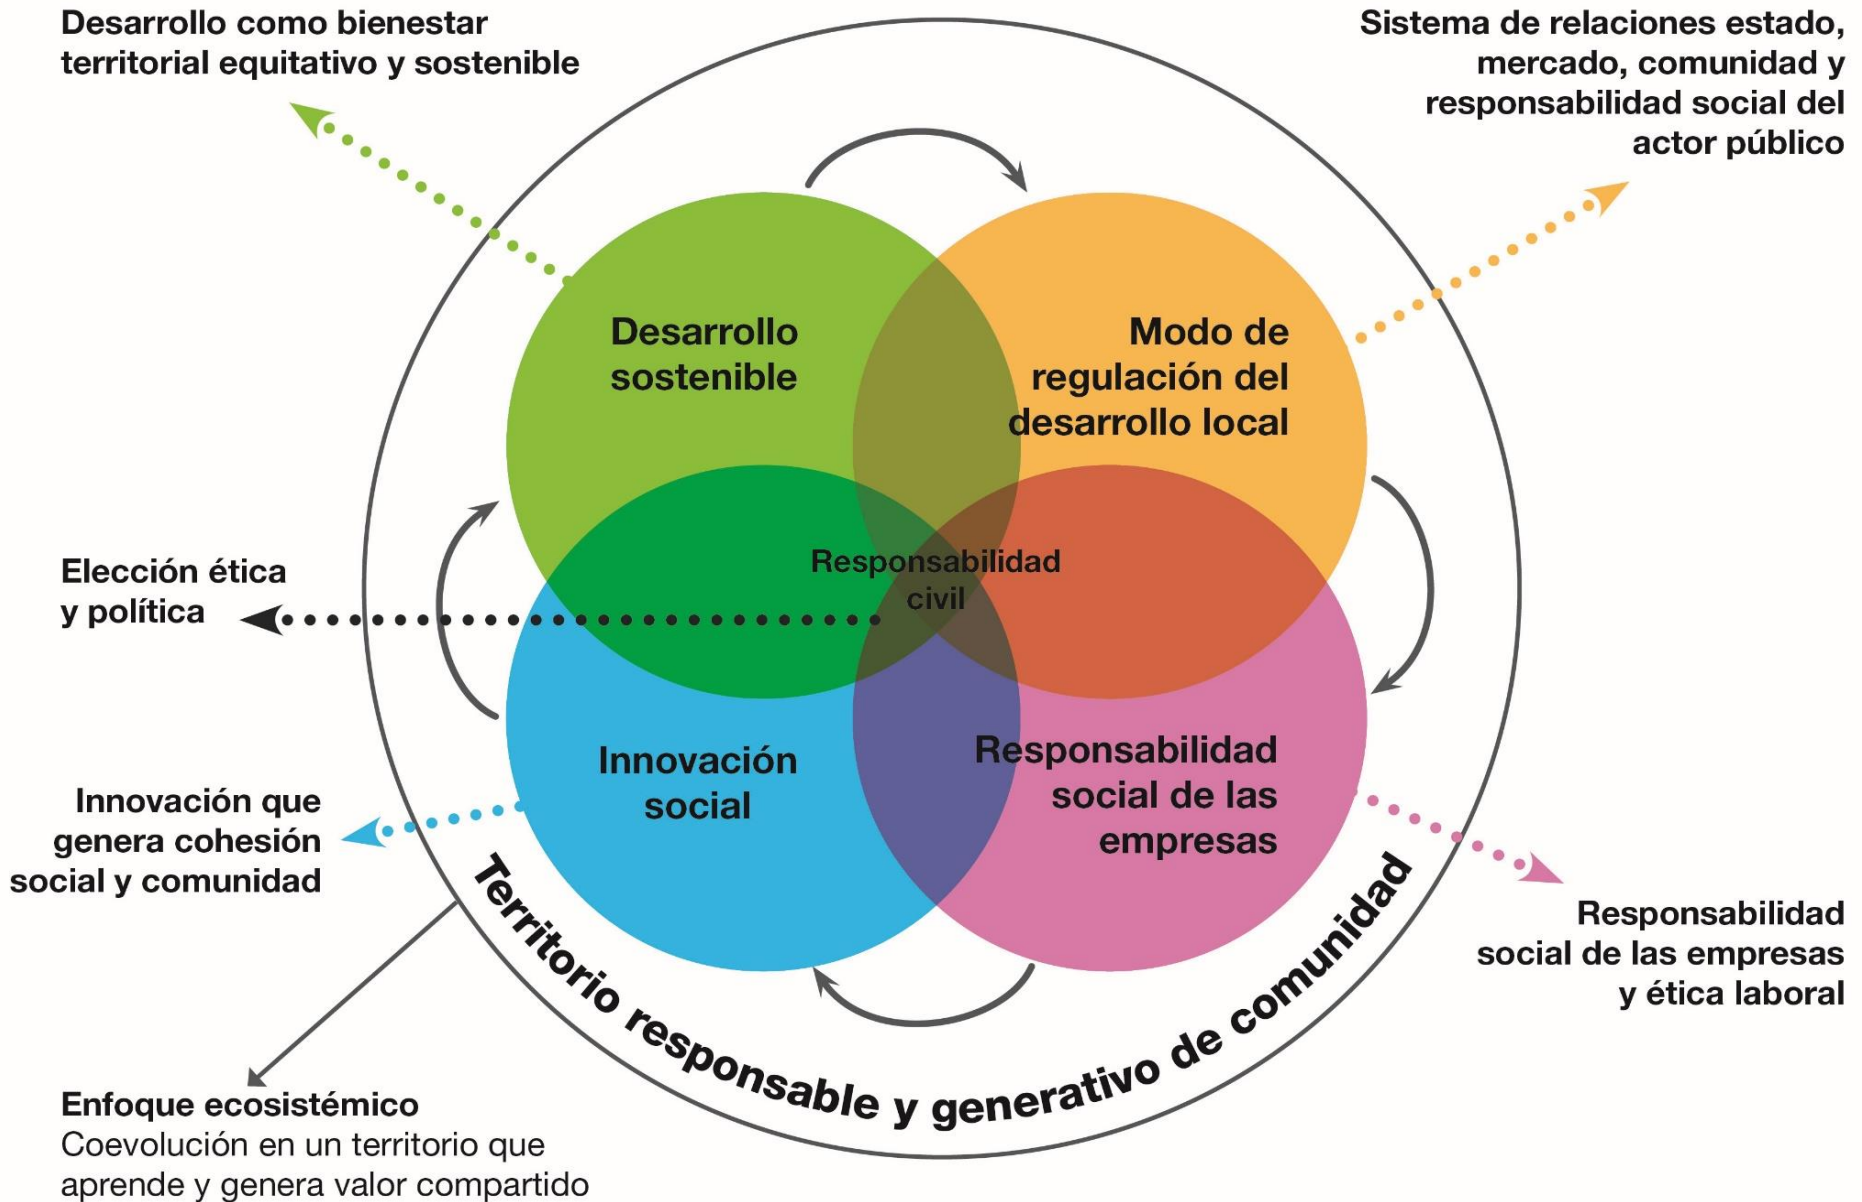 Desarrollo como bienestar
territorial equitativo y sostenible
Sistema de relaciones estado,
mercado, comunidad y
responsabilidad social del
actor público
Desarrollo
sostenible
Modo de
regulación del
desarrollo local
Responsabilidad
civil
Elección ética
y política
Innovación
social
Responsabilidad
social de las
empresas
Innovación que
genera cohesión
social y comunidad
Responsabilidad
social de las empresas
y ética laboral
Territorio responsable y generativo de comunidad
Enfoque ecosistémico
Coevolución en un territorio que
aprende y genera valor compartido